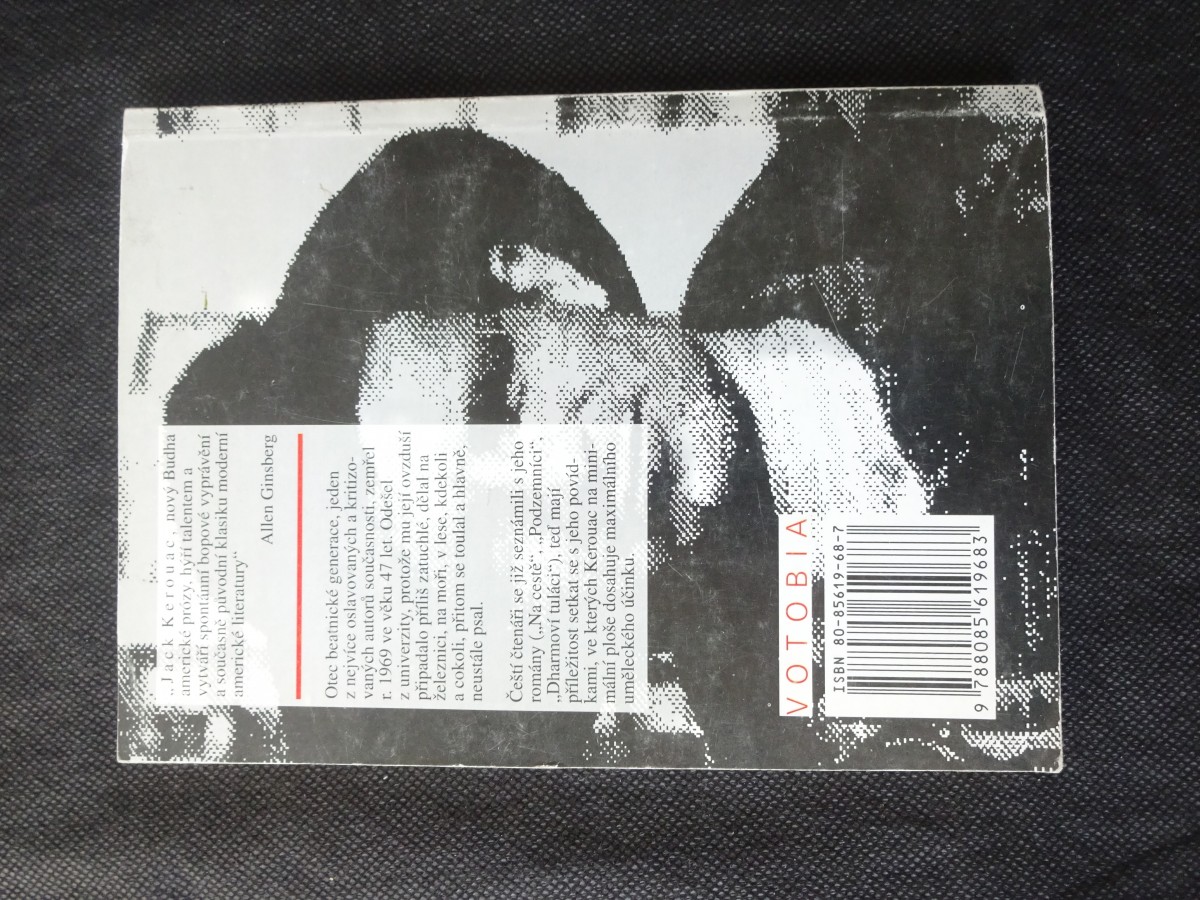 „Jack Kerouac, nový Budha
americké prózy, hýří talentem a
vytváří spontánní bopové vyprávění
a současně původní klasiku moderní
americké literatury“
Allen Ginsberg
Otec beatnické generace, jeden
z nejvíce oslavovaných a kritizo-
vaných autorů současnosti, zemřel
r. 1969 ve věku 47 let. Odešel
z univerzity, protože mu její ovzduší
připadalo příliš zatuchlé, dělal na
železnici, na moři, v lese, kdekoli
a cokoli, přitom se toulal a hlavně,
neustále psal.
Čeští čtenáři se již seznámili s jeho
romány („Na cestě“, „Podzemníci“,
„Dharmoví tuláci“), teď mají
příležitost setkat se s jeho povíd-
kami, ve kterých Kerouac na mini-
mální ploše dosahuje maximálního
uměleckého účinku
VOTOBIA
ISBN 80-85619-68-7
9 788085 619683